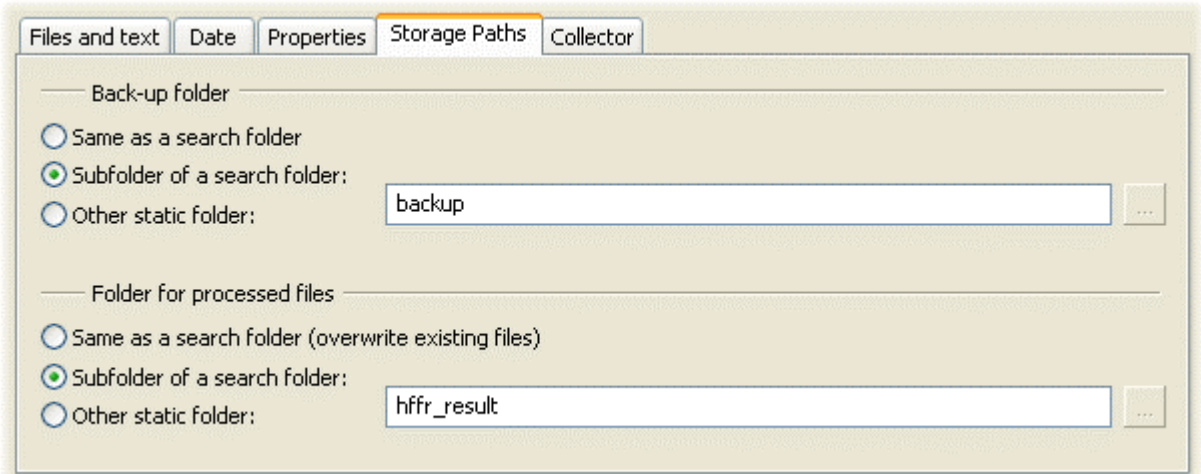 Files and text Date Properties Storage Paths Collector
Back-up folder
Same as a search folder
Subfolder of a search folder:
backup
...
Other static folder:
Folder for processed files
Same as a search folder (overwrite existing files)
Subfolder of a search folder:
hffr_result
...
Other static folder: